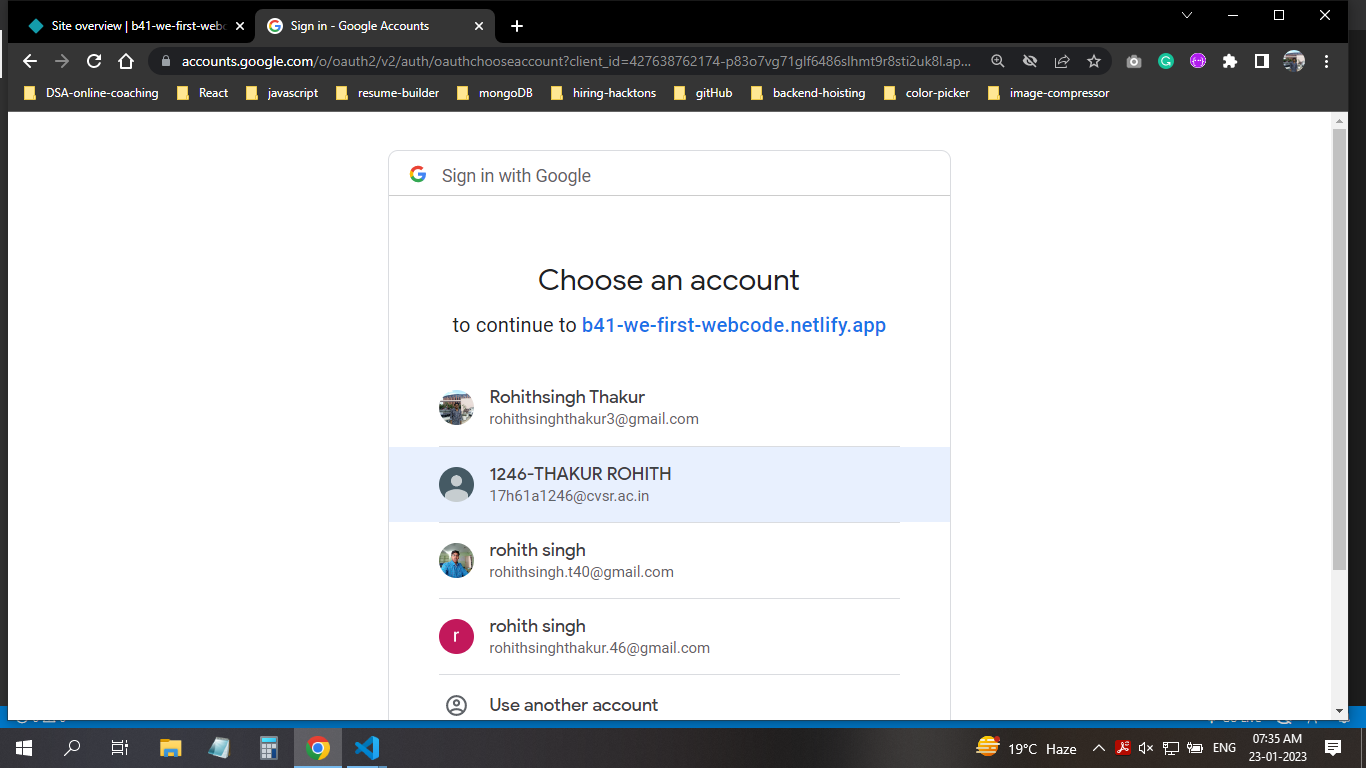 Site overview | b41-we-first-webc
Sign in - Google Accounts
accounts.google.com/o/oauth2/v2/auth/oauthchooseaccount?client_id=427638762174-p83o7vg71glf6486slhmt9r8sti2uk8l.ap...
DSA-online-coaching
React
javascript
resume-builder
mongoDB
hiring-hacktons
gitHub
backend-hoisting
color-picker
image-compressor
Sign in with Google
Choose an account
to continue to b41-we-first-webcode.netlify.app
Rohithsingh Thakur
rohithsinghthakur3@gmail.com
1246-THAKUR ROHITH
17h61a1246@cvsr.ac.in
rohith singh
rohithsingh.t40@gmail.com
r
rohith singh
rohithsinghthakur.46@gmail.com
Use another account
19°C Haze
ENG
07:35 AM
23-01-2023